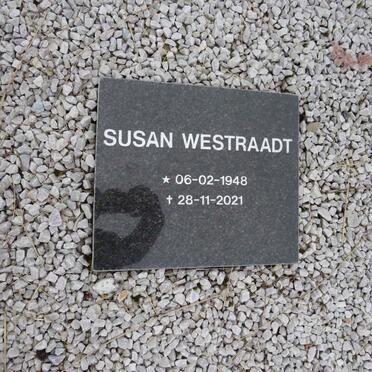 SUSAN WESTRAADT
★ 06-02-1948
✝ 28-11-2021